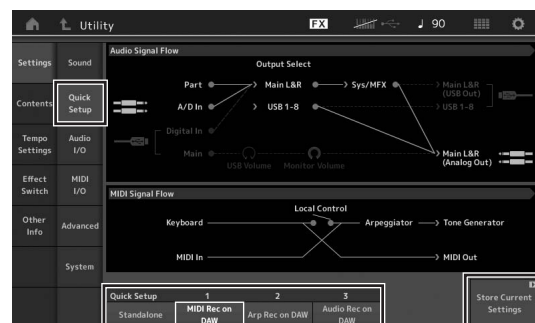 Utility FX 90
Settings Sound
Contents Quick Setup
Tempo Settings Audio I/O
Effect Switch MIDI I/O
Other Info Advanced
System
Audio Signal Flow
Output Select
Part Main L&R Sys/MFX Main L&R (USB Out)
A/D In USB 1-8 USB 1-8
Digital In
Main
USB Volume Monitor Volume
Main L&R (Analog Out)
MIDI Signal Flow
Local Control
Keyboard Arpeggiator Tone Generator
MIDI In MIDI Out
Quick Setup 1 2 3
Standalone MIDI Rec on DAW Arp Rec on DAW Audio Rec on DAW
Store Current Settings